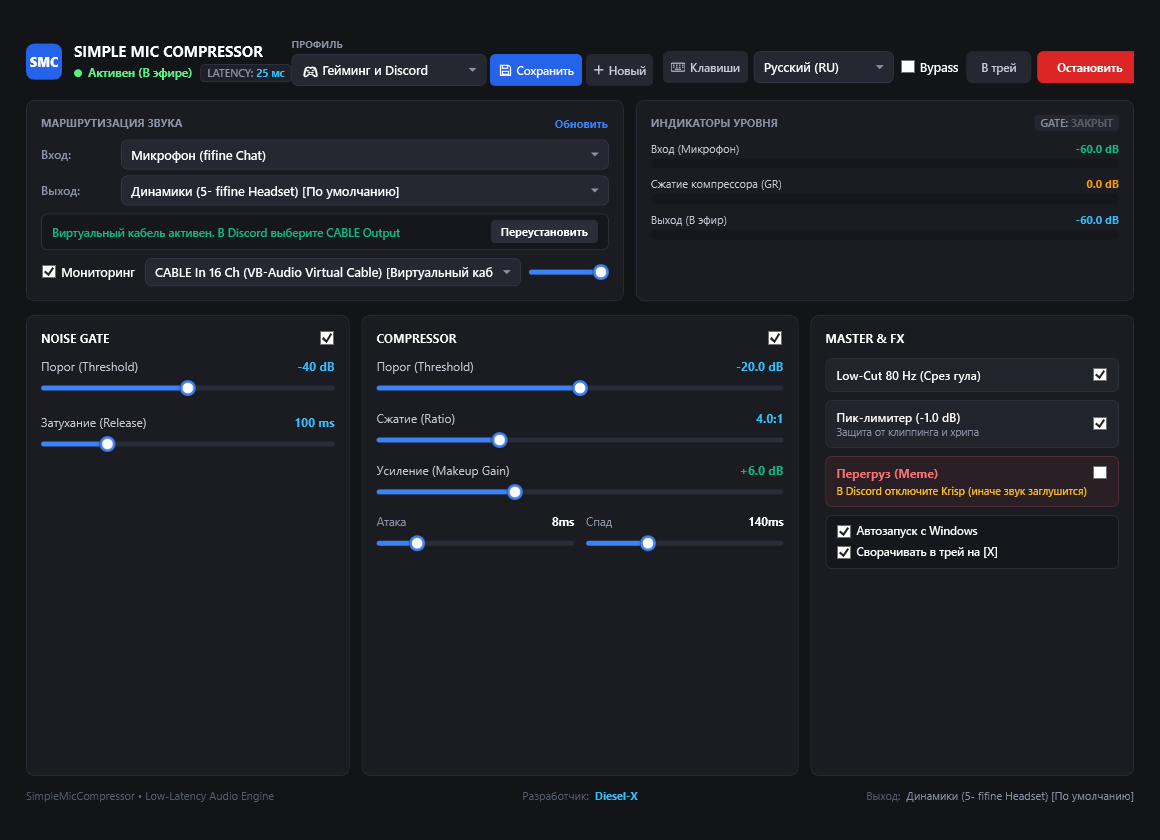 SMC
SIMPLE MIC COMPRESSOR
Активен (В эфире)
LATENCY: 25 мс
ПРОФИЛЬ
Гейминг и Discord
Сохранить
+ Новый
Клавиши
Русский (RU)
Bypass
В трей
Остановить
МАРШРУТИЗАЦИЯ ЗВУКА
Обновить
Вход:
Микрофон (fifine Chat)
Выход:
Динамики (5- fifine Headset) [По умолчанию]
Виртуальный кабель активен. В Discord выберите CABLE Output
Переустановить
Мониторинг
CABLE In 16 Ch (VB-Audio Virtual Cable) [Виртуальный каб
ИНДИКАТОРЫ УРОВНЯ
GATE: ЗАКРЫТ
Вход (Микрофон)
-60.0 dB
Сжатие компрессора (GR)
0.0 dB
Выход (В эфир)
-60.0 dB
NOISE GATE
Порог (Threshold)
-40 dB
Затухание (Release)
100 ms
COMPRESSOR
Порог (Threshold)
-20.0 dB
Сжатие (Ratio)
4.0:1
Усиление (Makeup Gain)
+6.0 dB
Атака
8ms
Спад
140ms
MASTER & FX
Low-Cut 80 Hz (Срез гула)
Пик-лимитер (-1.0 dB)
Защита от клиппинга и хрипа
Перегруз (Meme)
В Discord отключите Krisp (иначе звук заглушится)
Автозапуск с Windows
Сворачивать в трей на [X]
SimpleMicCompressor • Low-Latency Audio Engine
Разработчик: Diesel-X
Выход: Динамики (5- fifine Headset) [По умолчанию]